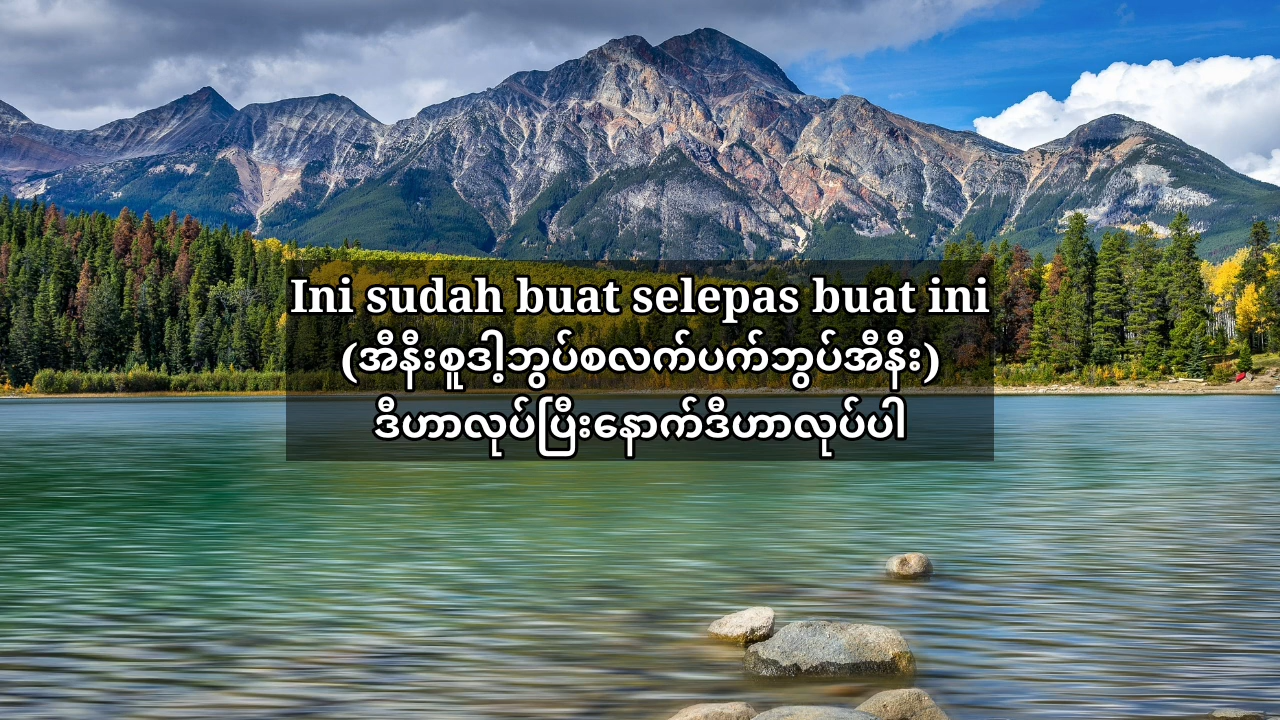 Ini sudah buat selepas buat ini
(အီနီးစူဒါ့ဘွပ်စလက်ပက်ဘွပ်အီနီး)
ဒီဟာလုပ်ပြီးနောက်ဒီဟာလုပ်ပါ